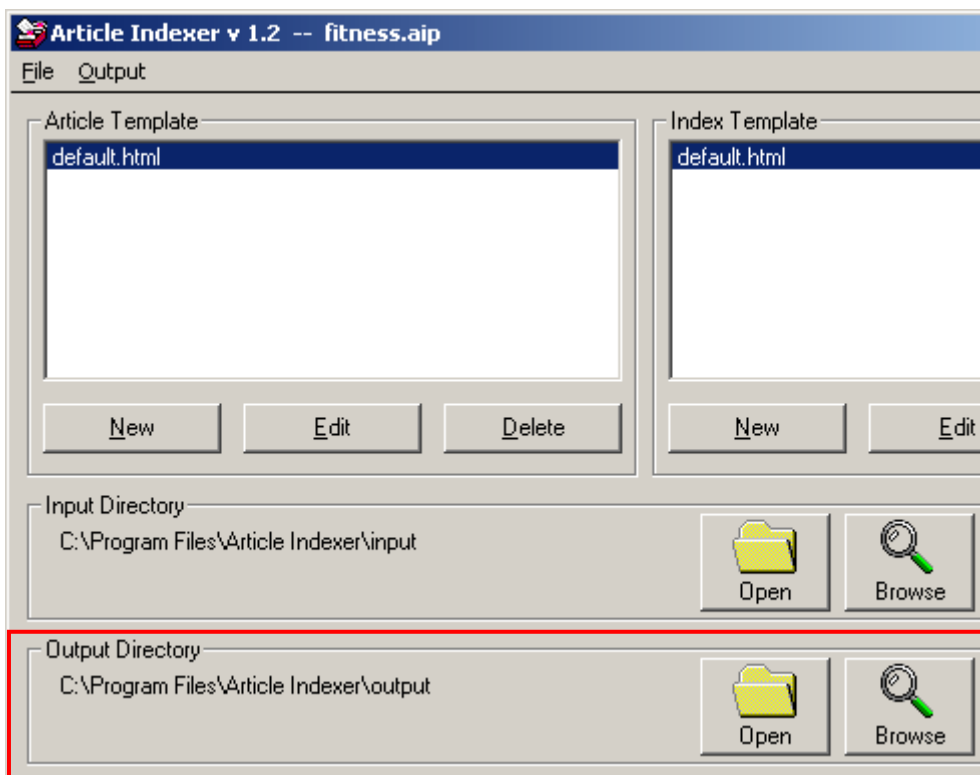 Article Indexer v 1.2 -- fitness.aip
File Output
Article Template
default.html
New Edit Delete
Index Template
default.html
New Edit
Input Directory
C:\Program Files\Article Indexer\input
Open Browse
Output Directory
C:\Program Files\Article Indexer\output
Open Browse